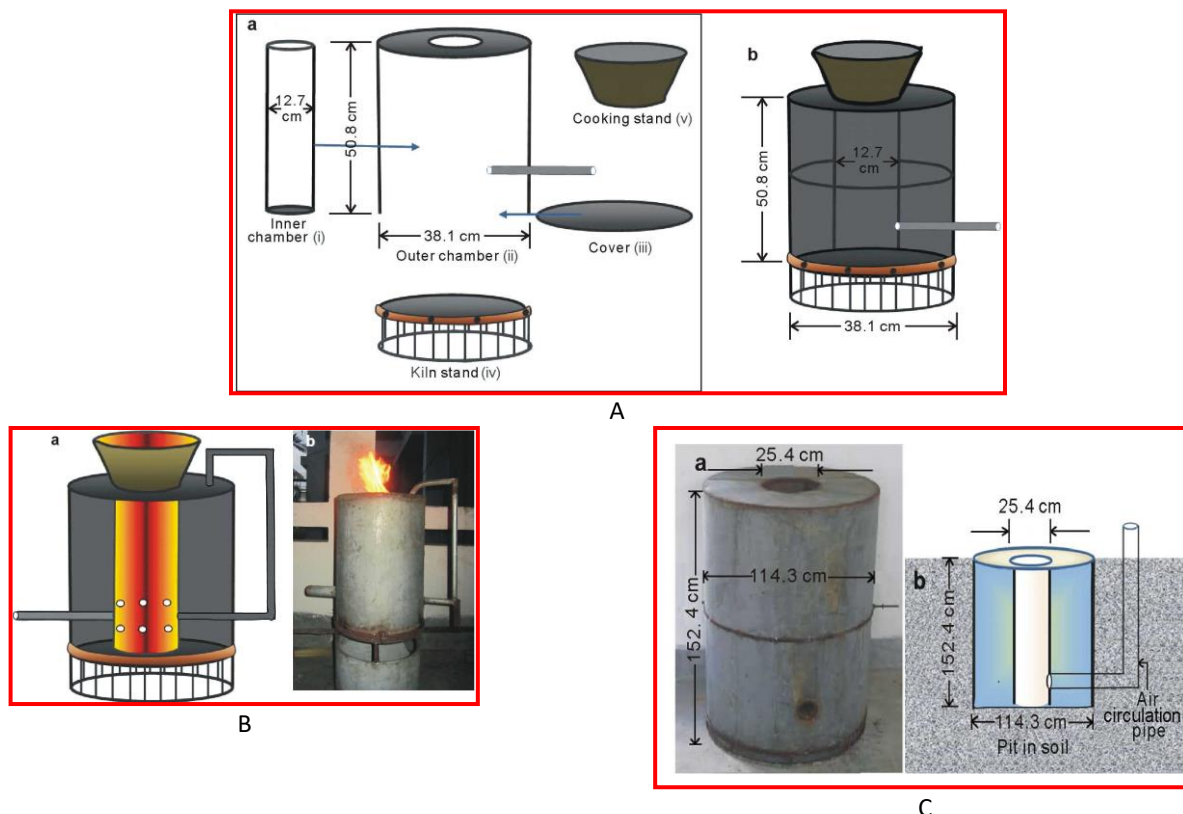 a
12.7
cm
50.8 cm
Inner
chamber (i)
38.1 cm
Outer chamber (ii)
Cooking stand (v)
Cover (iii)
Kiln stand (iv)
b
50.8 cm
12.7
cm
38.1 cm
A
a
b
B
a
25.4 cm
114.3 cm
152.4 cm
b
25.4 cm
152.4 cm
114.3 cm
Pit in soil
Air
circulation
pipe
C